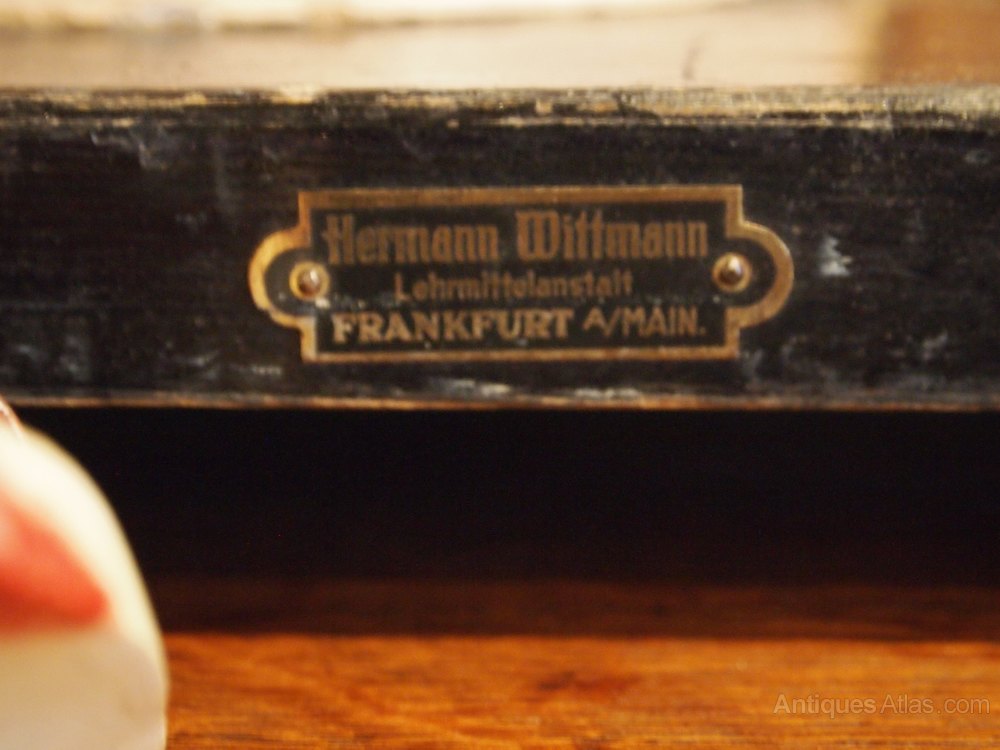 Hermann Wittmann
Lehrmittelanstalt
FRANKFURT A/MAIN.
AntiquesAtlas.com